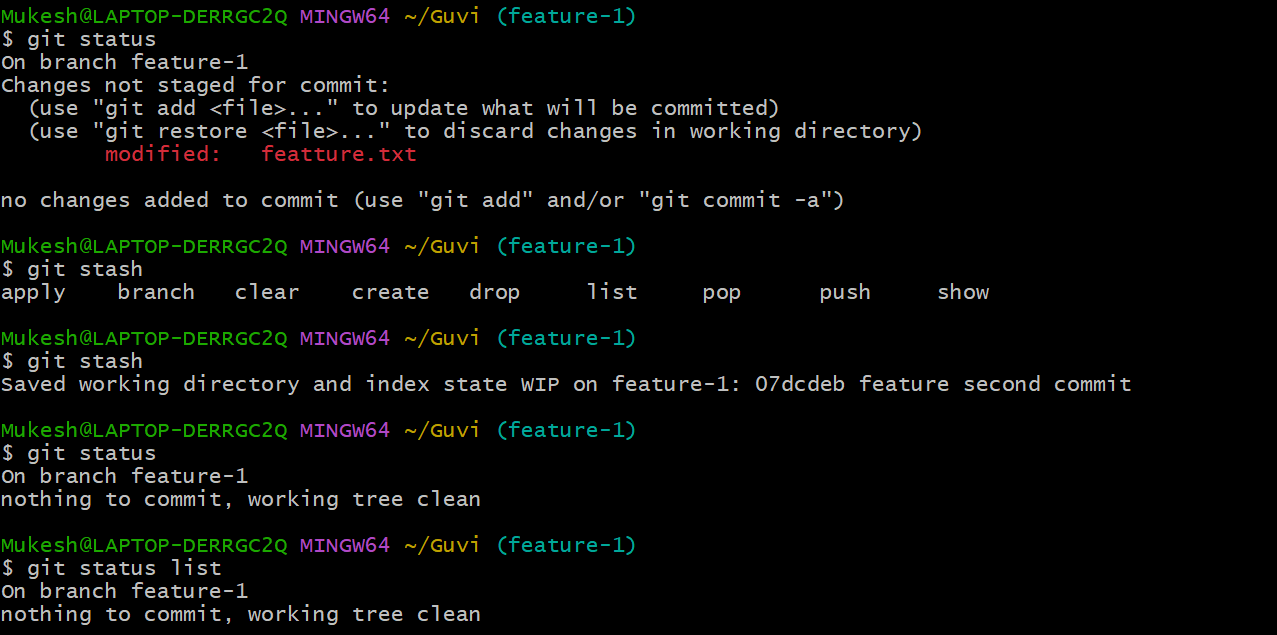 Mukesh@LAPTOP-DERRGC2Q MINGW64 ~/Guvi (feature-1)
$ git status
On branch feature-1
Changes not staged for commit:
  (use "git add <file>..." to update what will be committed)
  (use "git restore <file>..." to discard changes in working directory)
        modified:   featture.txt

no changes added to commit (use "git add" and/or "git commit -a")

Mukesh@LAPTOP-DERRGC2Q MINGW64 ~/Guvi (feature-1)
$ git stash
apply    branch   clear    create   drop     list     pop      push     show

Mukesh@LAPTOP-DERRGC2Q MINGW64 ~/Guvi (feature-1)
$ git stash
Saved working directory and index state WIP on feature-1: 07dcdeb feature second commit

Mukesh@LAPTOP-DERRGC2Q MINGW64 ~/Guvi (feature-1)
$ git status
On branch feature-1
nothing to commit, working tree clean

Mukesh@LAPTOP-DERRGC2Q MINGW64 ~/Guvi (feature-1)
$ git status list
On branch feature-1
nothing to commit, working tree clean